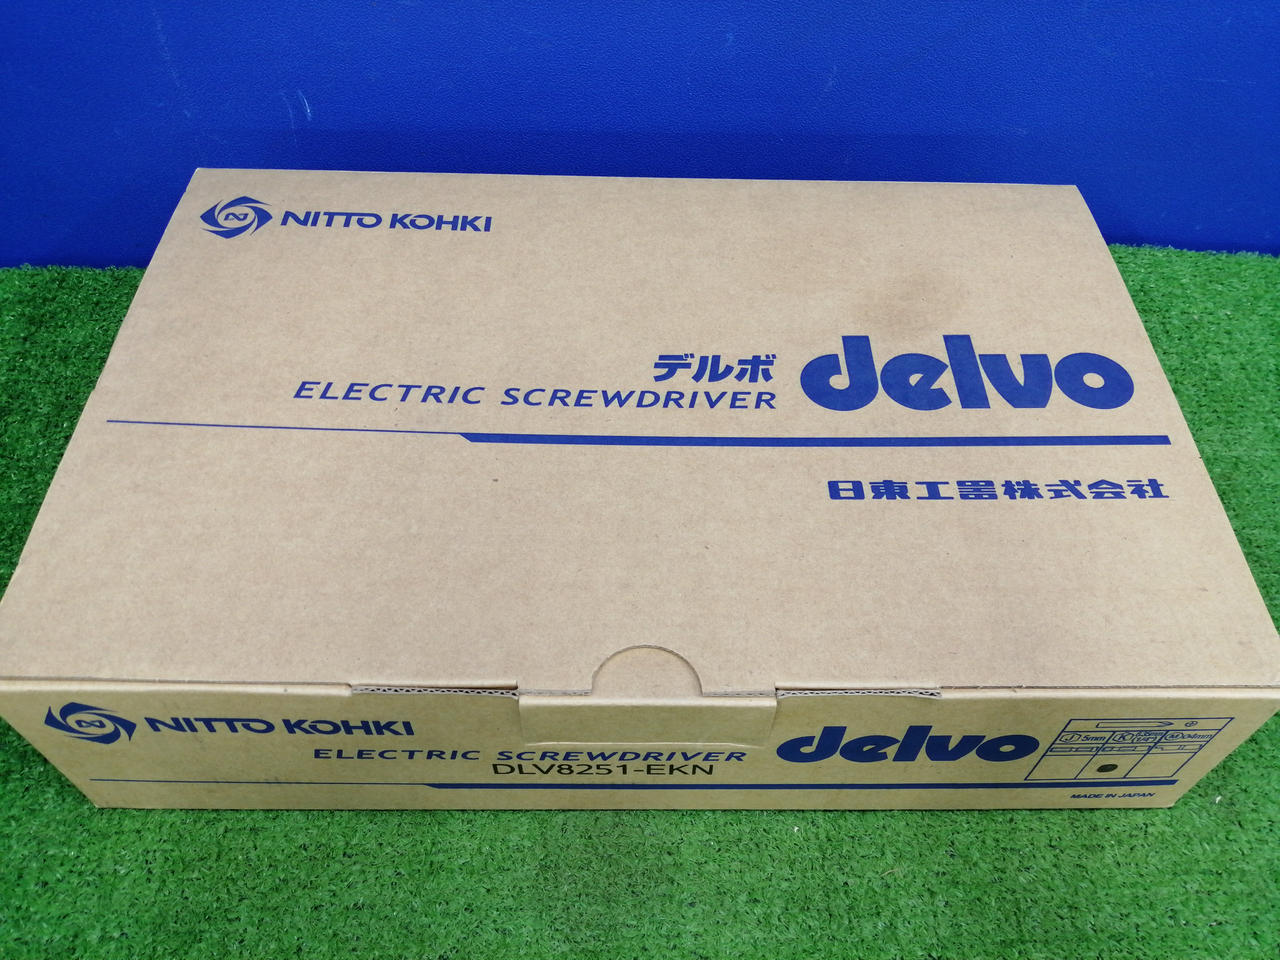 NITTO KOHKI
デルボ
ELECTRIC SCREWDRIVER
delvo
日東工器株式会社
NITTO KOHKI
ELECTRIC SCREWDRIVER
delvo
DLV8251-EKN
J 5mm K M
MADE IN JAPAN